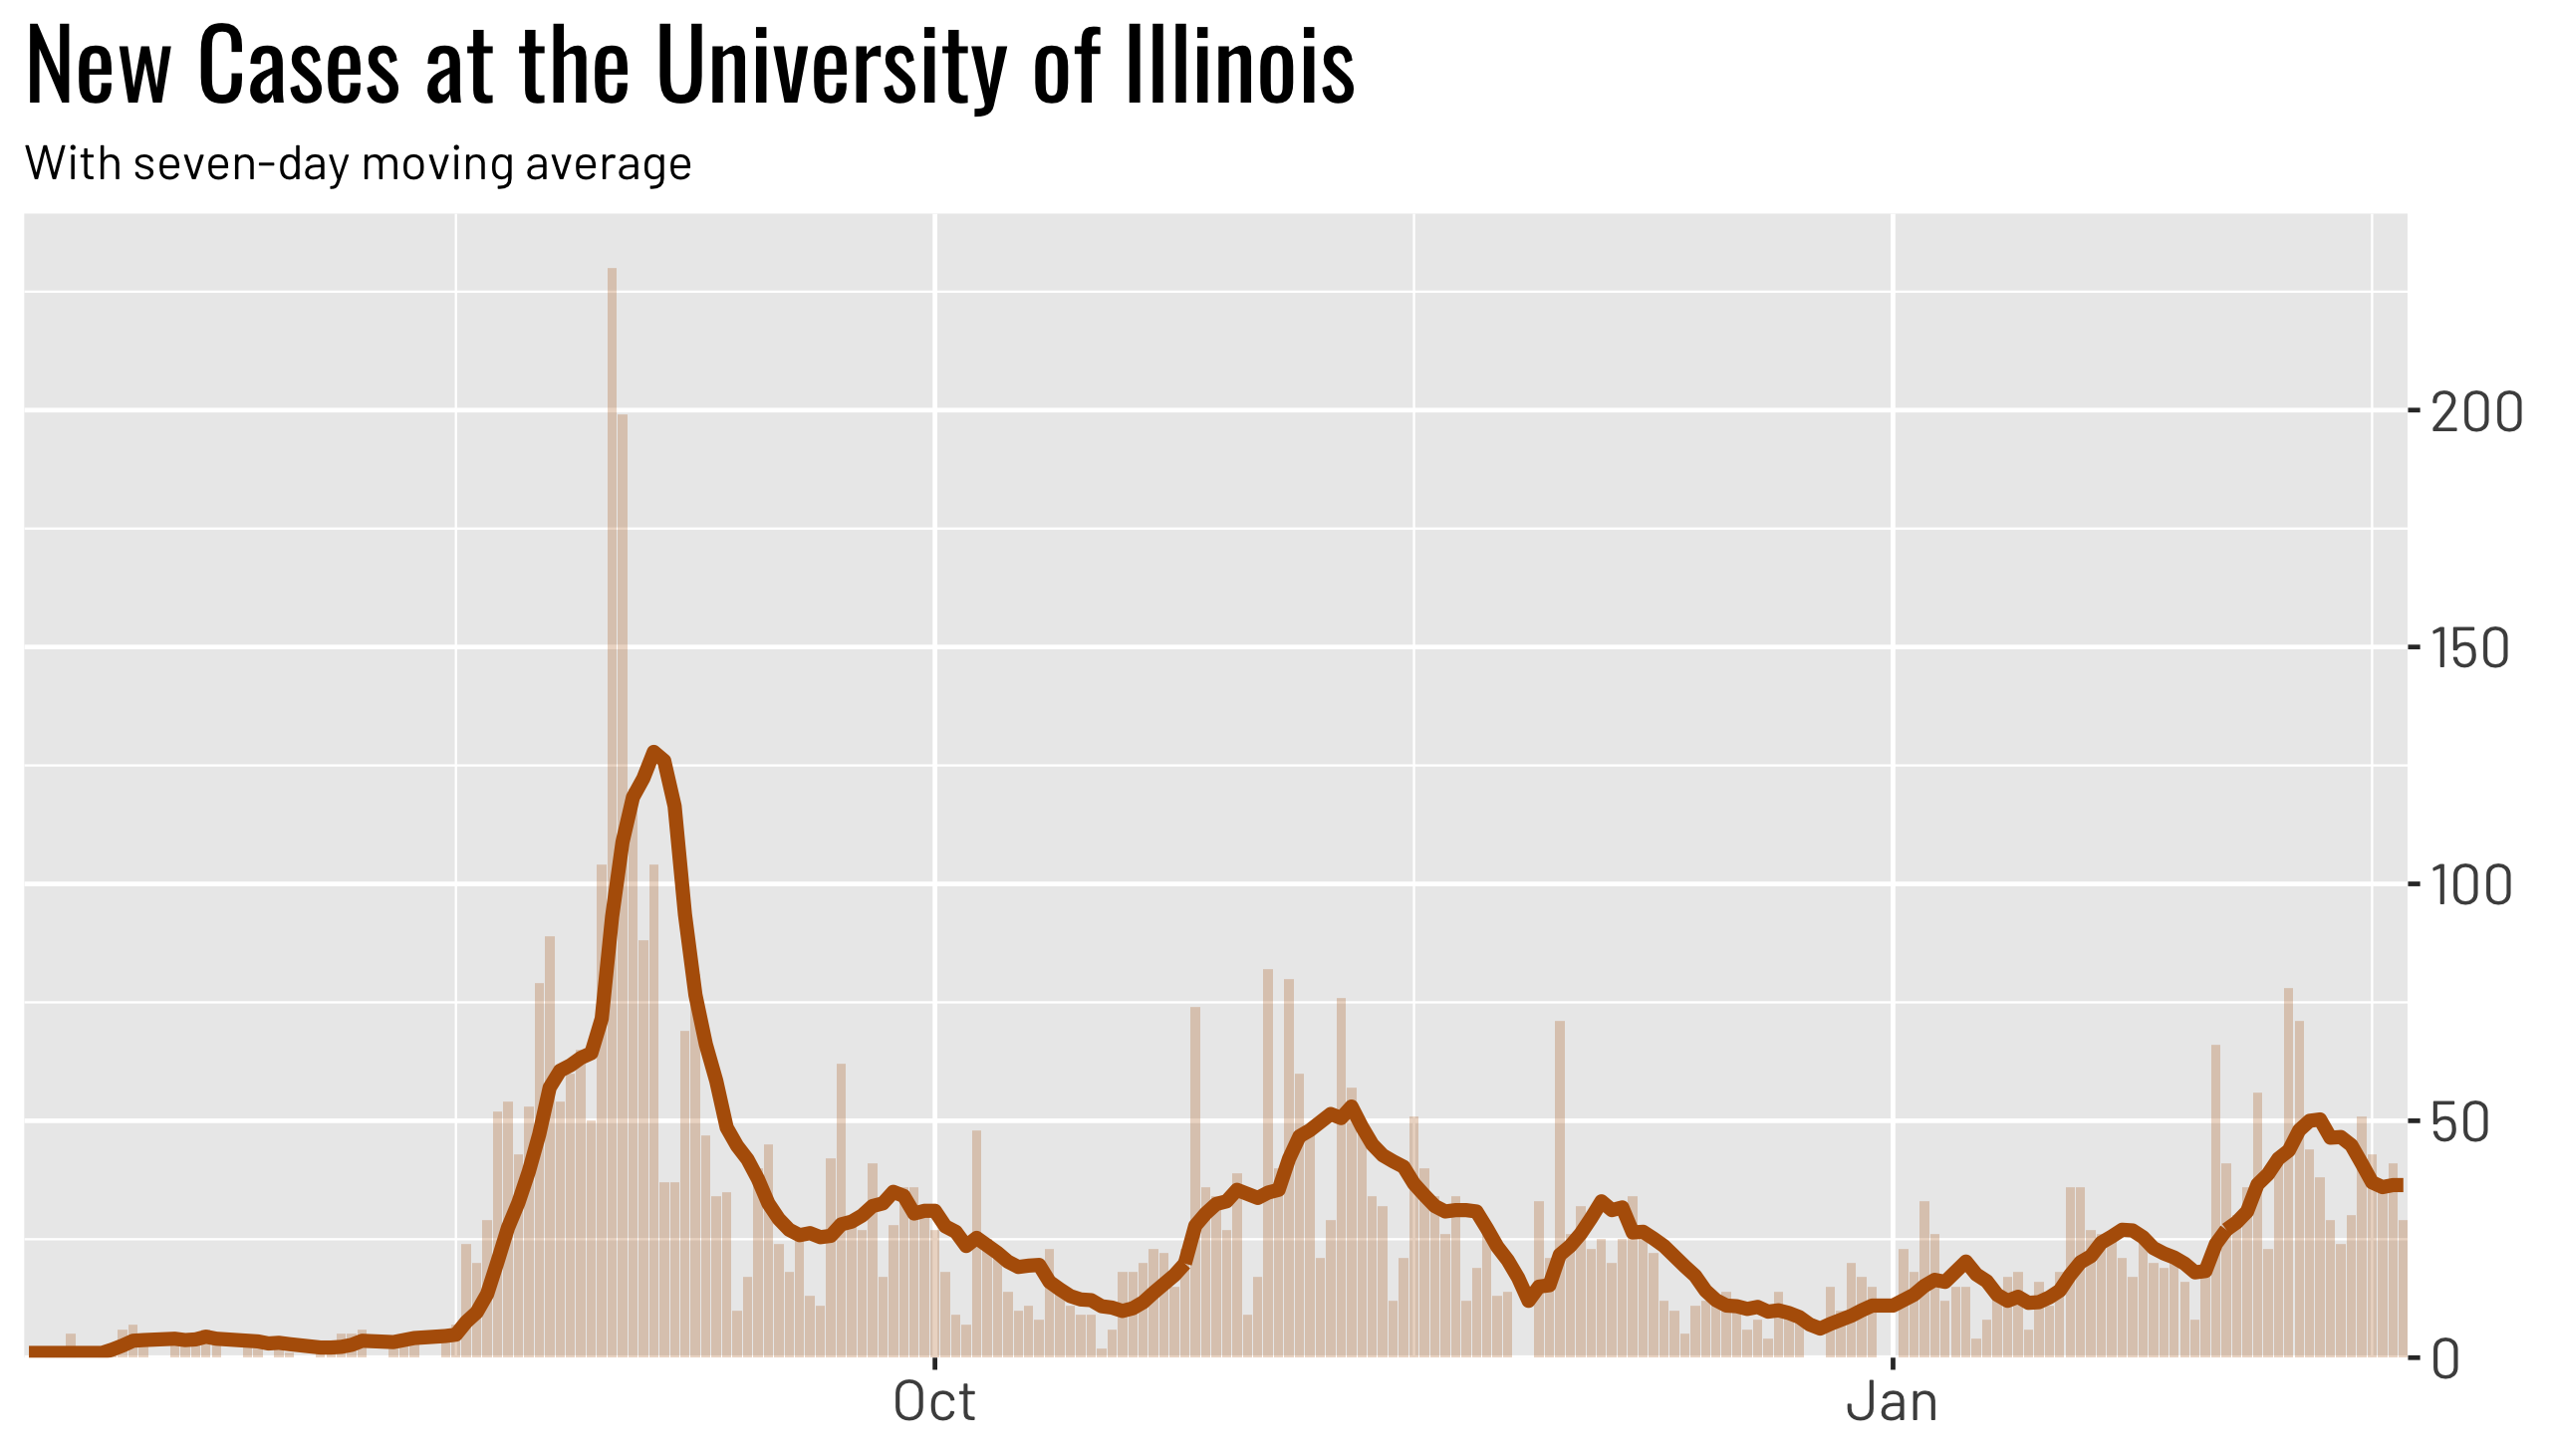 New Cases at the University of Illinois
With seven-day moving average
200
150
100
50
0
Oct Jan